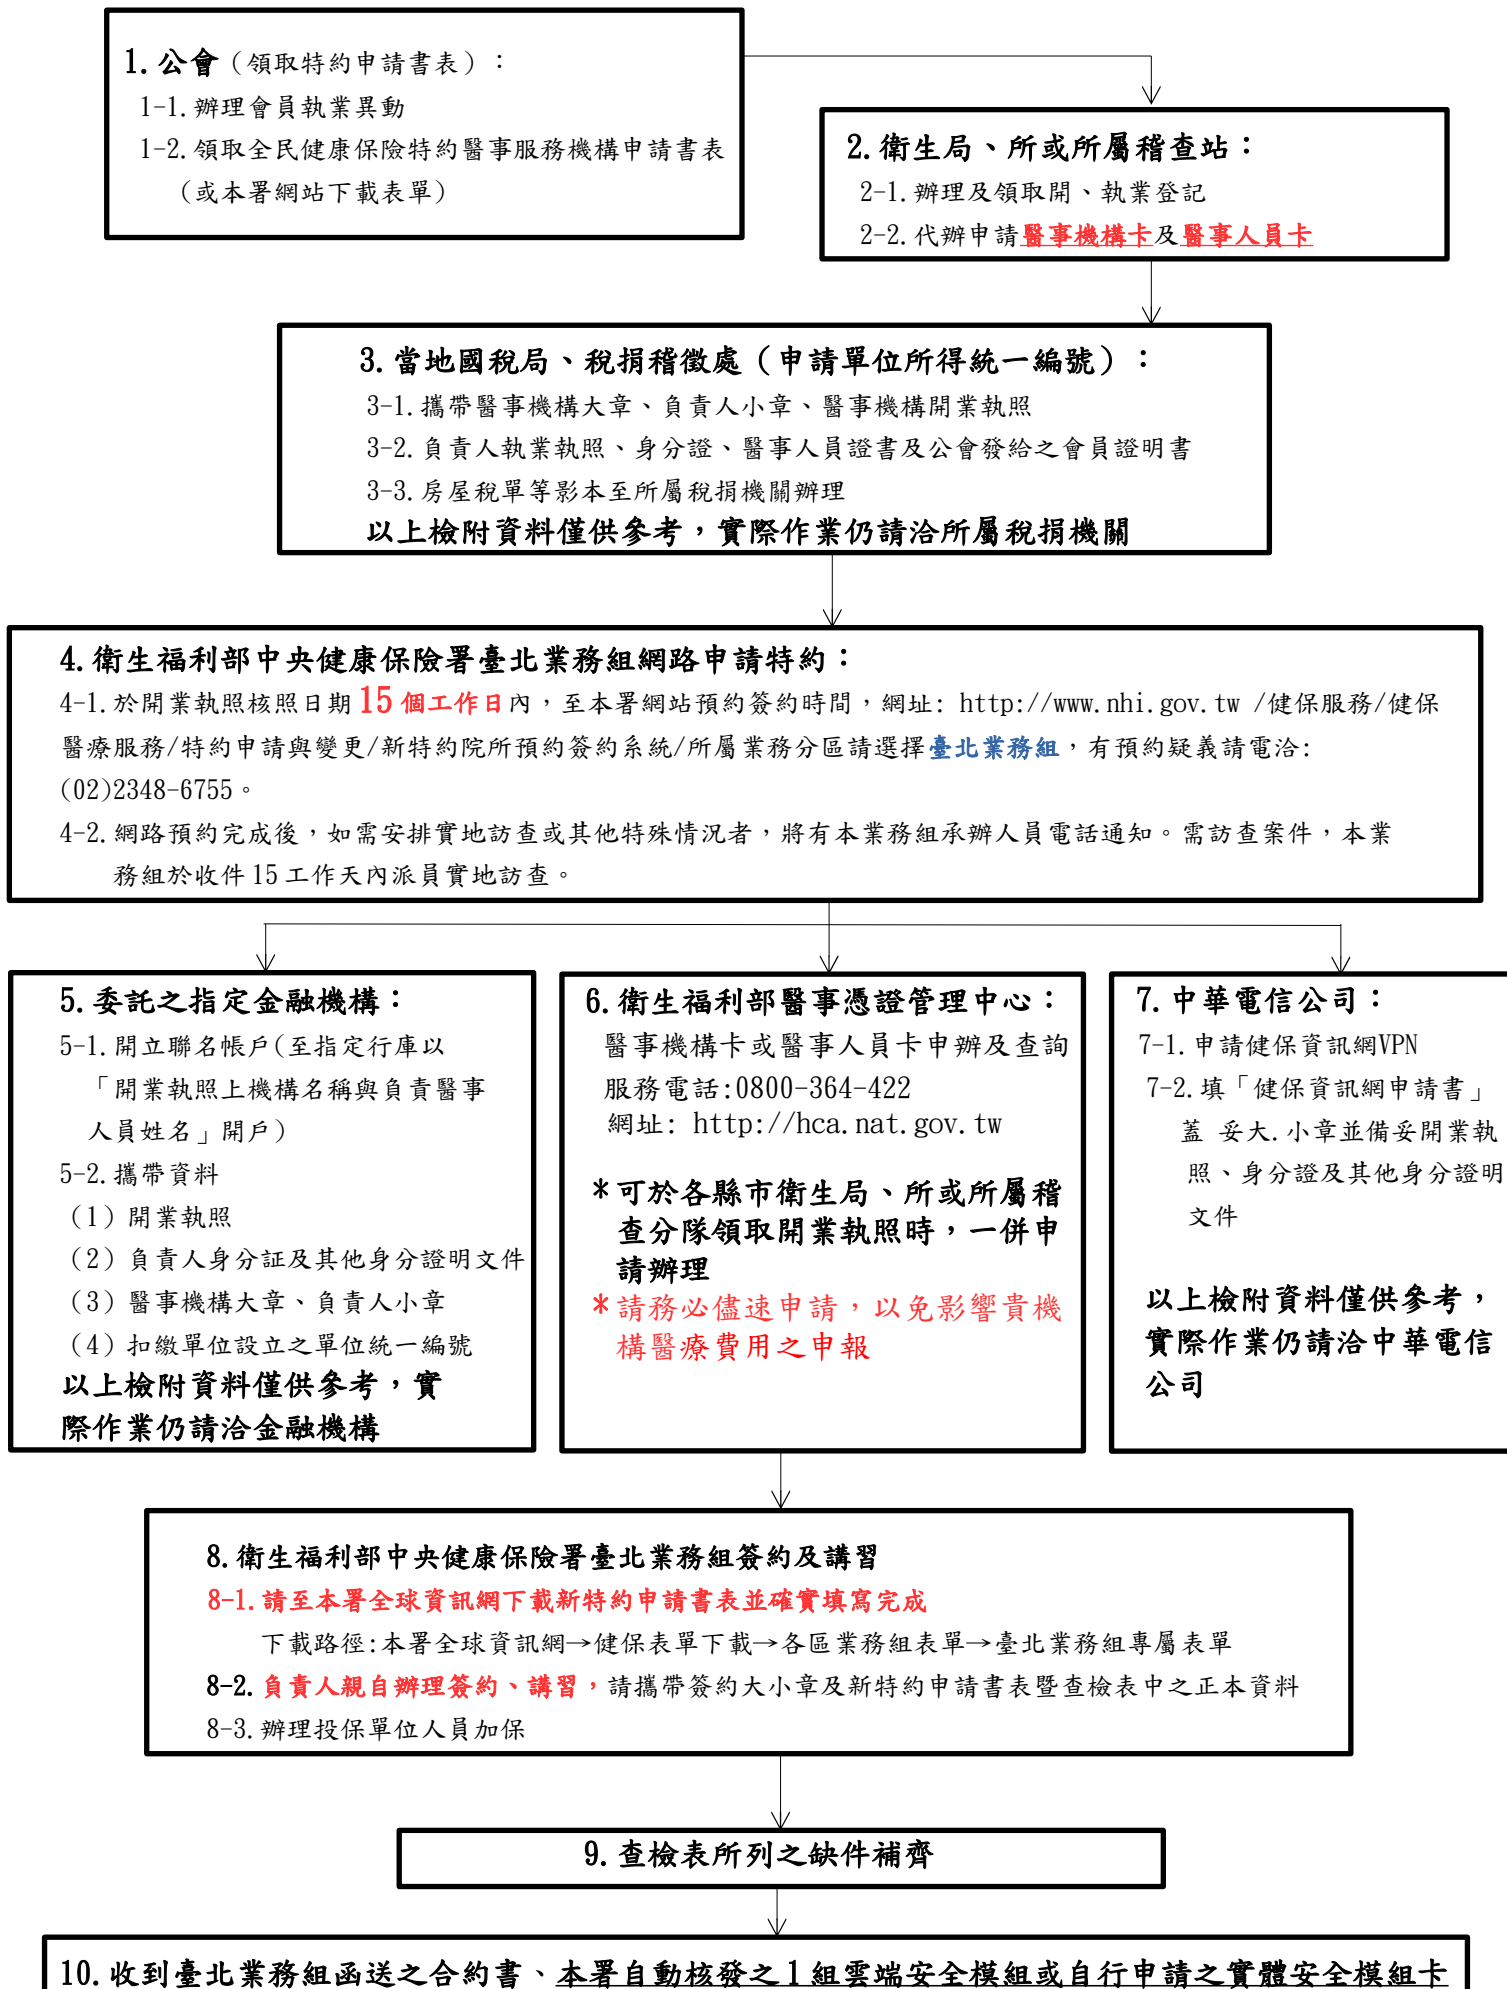 1.公會（領取特約申請書表）：
1-1.辦理會員執業異動
1-2.領取全民健康保險特約醫事服務機構申請書表
（或本署網站下載表單）
2.衛生局、所或所屬稽查站：
2-1.辦理及領取開、執業登記
2-2.代辦申請醫事機構卡及醫事人員卡
3.當地國稅局、稅捐稽徵處（申請單位所得統一編號）：
3-1.攜帶醫事機構大章、負責人小章、醫事機構開業執照
3-2.負責人執業執照、身分證、醫事人員證書及公會發給之會員證明書
3-3.房屋稅單等影本至所屬稅捐機關辦理
以上檢附資料僅供參考，實際作業仍請洽所屬稅捐機關
4.衛生福利部中央健康保險署臺北業務組網路申請特約：
4-1.於開業執照核照日期15個工作日內，至本署網站預約簽約時間，網址: http://www.nhi.gov.tw /健保服務/健保
醫療服務/特約申請與變更/新特約院所預約簽約系統/所屬業務分區請選擇臺北業務組，有預約疑義請電洽:
(02)2348-6755。
4-2.網路預約完成後，如需安排實地訪查或其他特殊情況者，將有本業務組承辦人員電話通知。需訪查案件，本業
務組於收件15工作天內派員實地訪查。
5.委託之指定金融機構：
5-1.開立聯名帳戶(至指定行庫以
「開業執照上機構名稱與負責醫事
人員姓名」開戶)
5-2.攜帶資料
（1）開業執照
（2）負責人身分証及其他身分證明文件
（3）醫事機構大章、負責人小章
（4）扣繳單位設立之單位統一編號
以上檢附資料僅供參考，實
際作業仍請洽金融機構
6.衛生福利部醫事憑證管理中心：
醫事機構卡或醫事人員卡申辦及查詢
服務電話:0800-364-422
網址: http://hca.nat.gov.tw
*可於各縣市衛生局、所或所屬稽
查分隊領取開業執照時，一併申
請辦理
*請務必儘速申請，以免影響貴機
構醫療費用之申報
7.中華電信公司：
7-1.申請健保資訊網VPN
7-2.填「健保資訊網申請書」
蓋 妥大.小章並備妥開業執
照、身分證及其他身分證明
文件
以上檢附資料僅供參考，
實際作業仍請洽中華電信
公司
8.衛生福利部中央健康保險署臺北業務組簽約及講習
8-1.請至本署全球資訊網下載新特約申請書表並確實填寫完成
下載路徑:本署全球資訊網→健保表單下載→各區業務組表單→臺北業務組專屬表單
8-2.負責人親自辦理簽約、講習，請攜帶簽約大小章及新特約申請書表暨查檢表中之正本資料
8-3.辦理投保單位人員加保
9.查檢表所列之缺件補齊
10.收到臺北業務組函送之合約書、本署自動核發之1組雲端安全模組或自行申請之實體安全模組卡